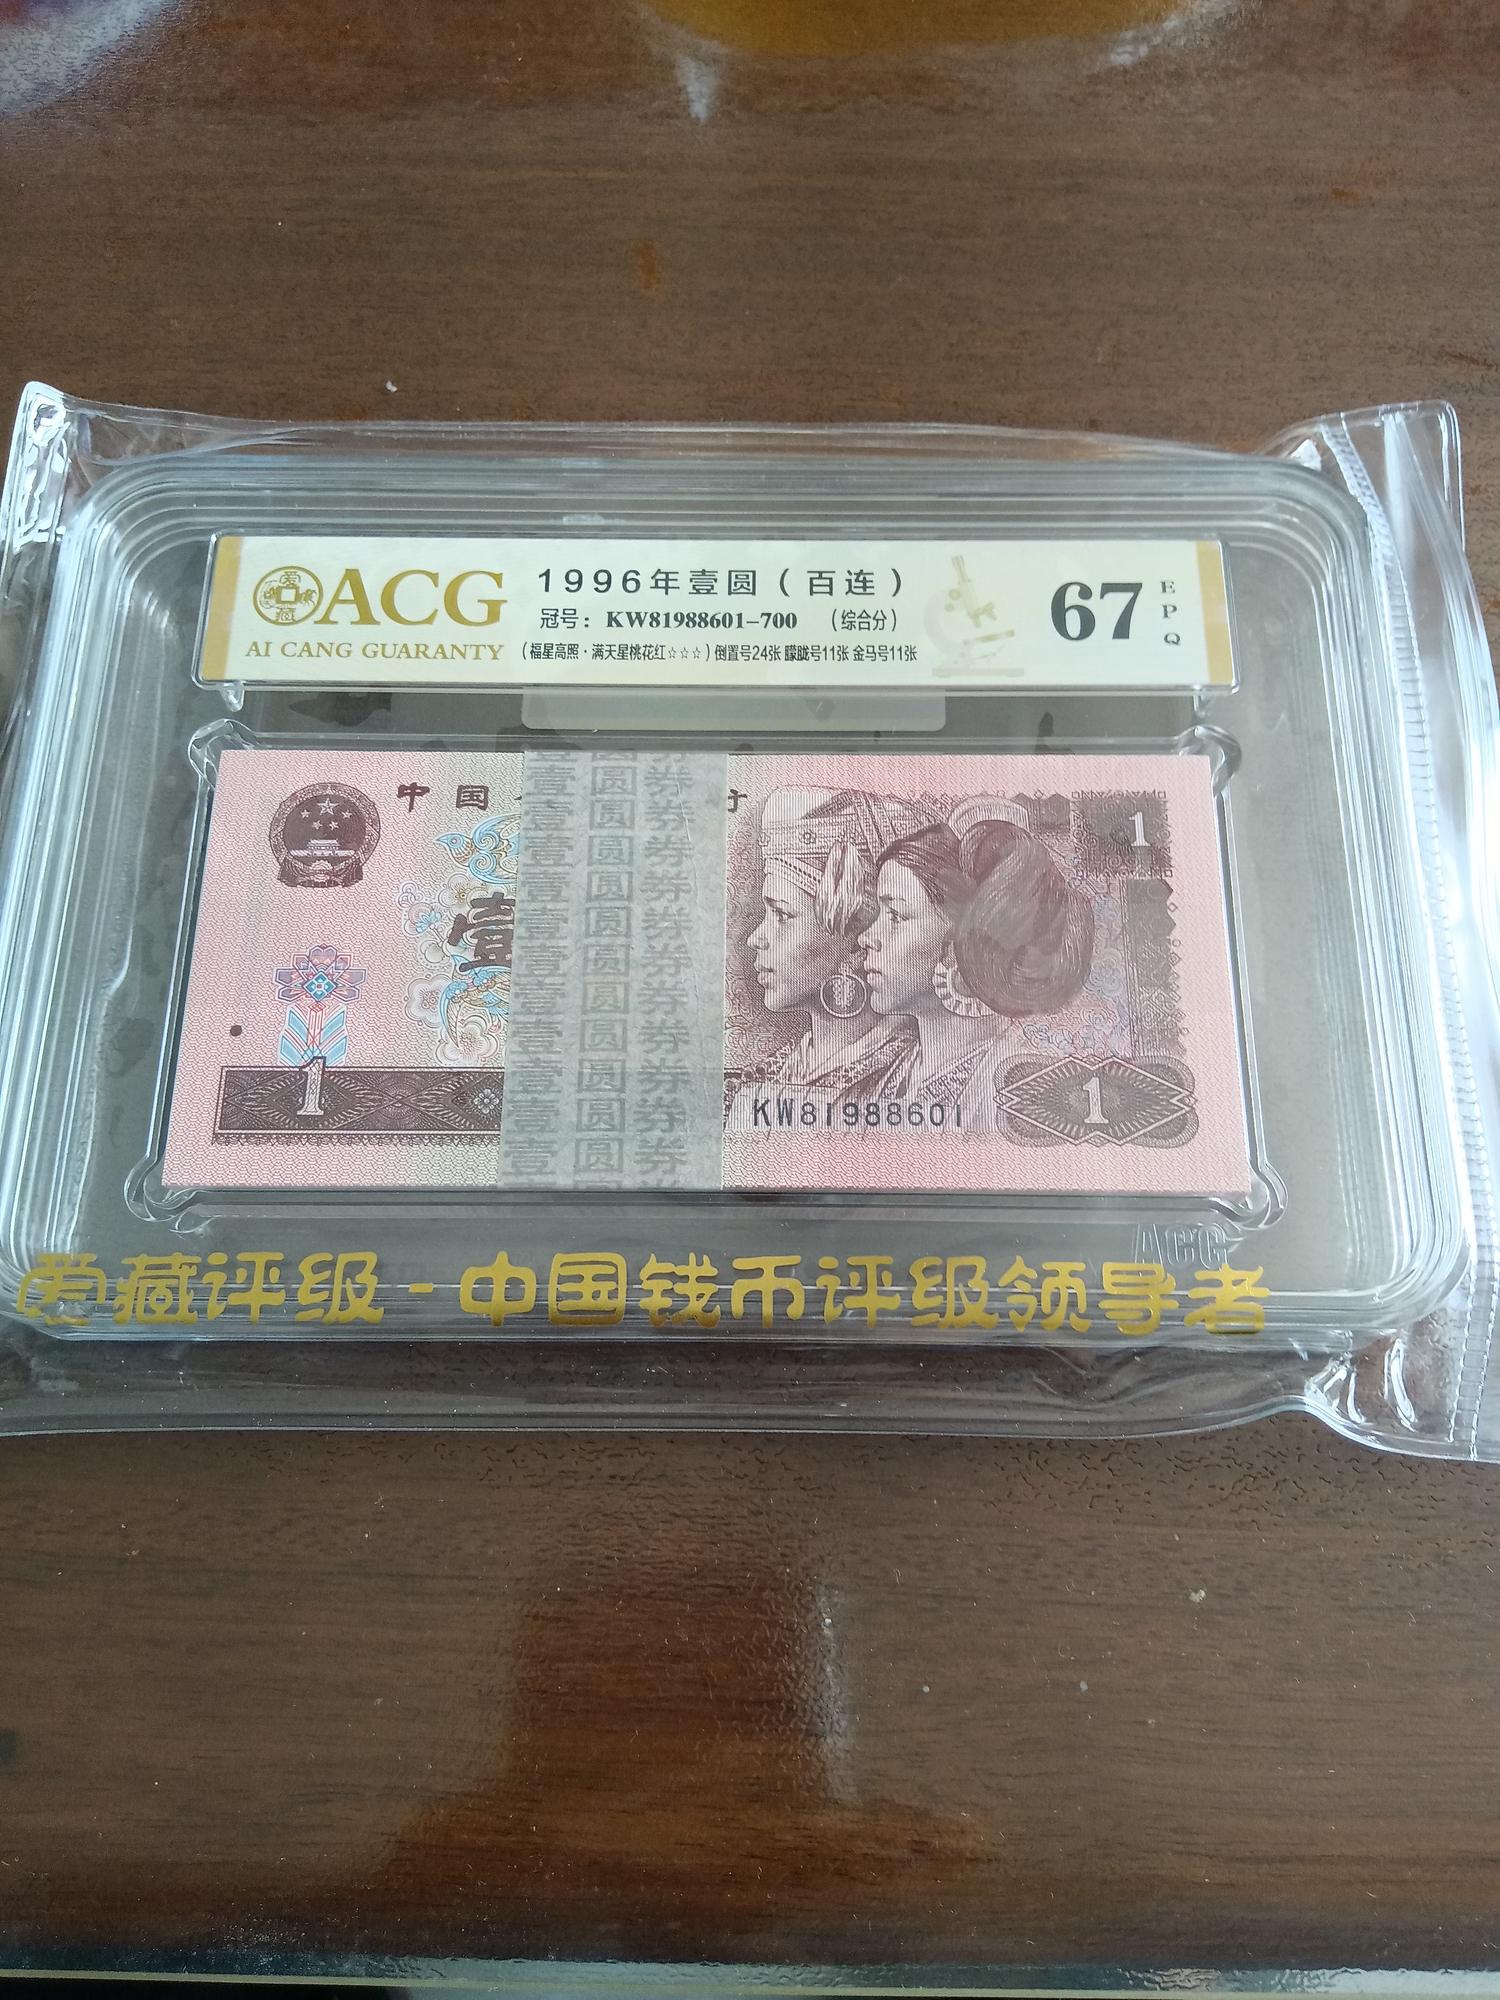 ACG
AI CANG GUARANTY
1996年壹圆（百连）
冠号：KW81988601-700 （综合分）
（福星高照·满天星桃花红☆☆☆）倒置号24张 朦胧号11张 金马号11张
67
EPQ
中国
行
壹
壹圆券
壹圆券
壹圆券
壹圆券
壹圆券
壹圆券
壹圆券
壹圆券
壹圆券
壹圆券
壹圆券
1
1
1
KW81988601
ACG
爱藏评级-中国钱币评级领导者